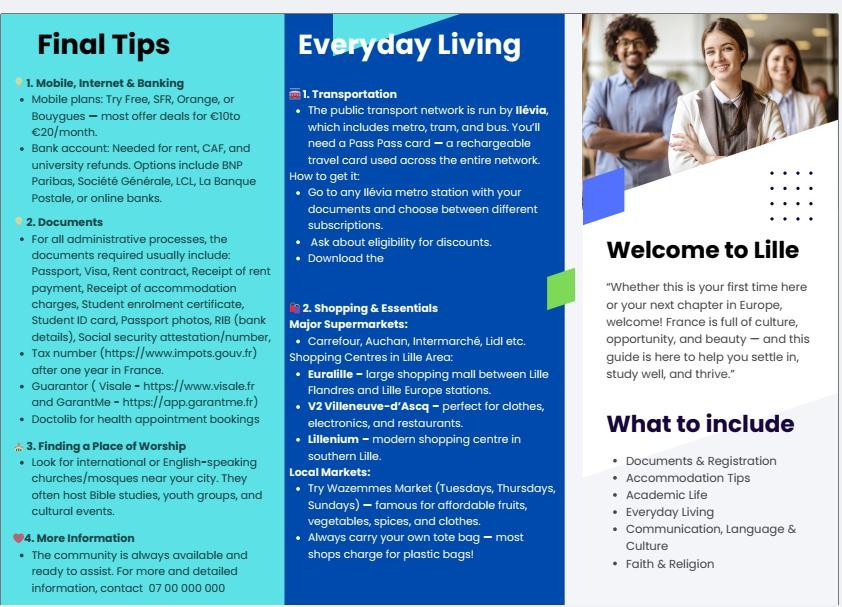 Final Tips
1. Mobile, Internet & Banking
• Mobile plans: Try Free, SFR, Orange, or
Bouygues — most offer deals for €10to
€20/month.
• Bank account: Needed for rent, CAF, and
university refunds. Options include BNP
Paribas, Société Générale, LCL, La Banque
Postale, or online banks.
2. Documents
• For all administrative processes, the
documents required usually include:
Passport, Visa, Rent contract, Receipt of rent
payment, Receipt of accommodation
charges, Student enrolment certificate,
Student ID card, Passport photos, RIB (bank
details), Social security attestation/number,
• Tax number (https://www.impots.gouv.fr)
after one year in France.
• Guarantor ( Visale - https://www.visale.fr
and GarantMe - https://app.garantme.fr)
• Doctolib for health appointment bookings
3. Finding a Place of Worship
• Look for international or English-speaking
churches/mosques near your city. They
often host Bible studies, youth groups, and
cultural events.
4. More Information
• The community is always available and
ready to assist. For more and detailed
information, contact 07 00 000 000
Everyday Living
1. Transportation
• The public transport network is run by Ilévia,
which includes metro, tram, and bus. You'll
need a Pass Pass card — a rechargeable
travel card used across the entire network.
How to get it:
• Go to any Ilévia metro station with your
documents and choose between different
subscriptions.
• Ask about eligibility for discounts.
• Download the
2. Shopping & Essentials
Major Supermarkets:
• Carrefour, Auchan, Intermarché, Lidl etc.
Shopping Centres in Lille Area:
• Euralille – large shopping mall between Lille
Flandres and Lille Europe stations.
• V2 Villeneuve-d'Ascq – perfect for clothes,
electronics, and restaurants.
• Lillenium – modern shopping centre in
southern Lille.
Local Markets:
• Try Wazemmes Market (Tuesdays, Thursdays,
Sundays) — famous for affordable fruits,
vegetables, spices, and clothes.
• Always carry your own tote bag — most
shops charge for plastic bags!
Welcome to Lille
"Whether this is your first time here
or your next chapter in Europe,
welcome! France is full of culture,
opportunity, and beauty — and this
guide is here to help you settle in,
study well, and thrive."
What to include
• Documents & Registration
• Accommodation Tips
• Academic Life
• Everyday Living
• Communication, Language &
Culture
• Faith & Religion